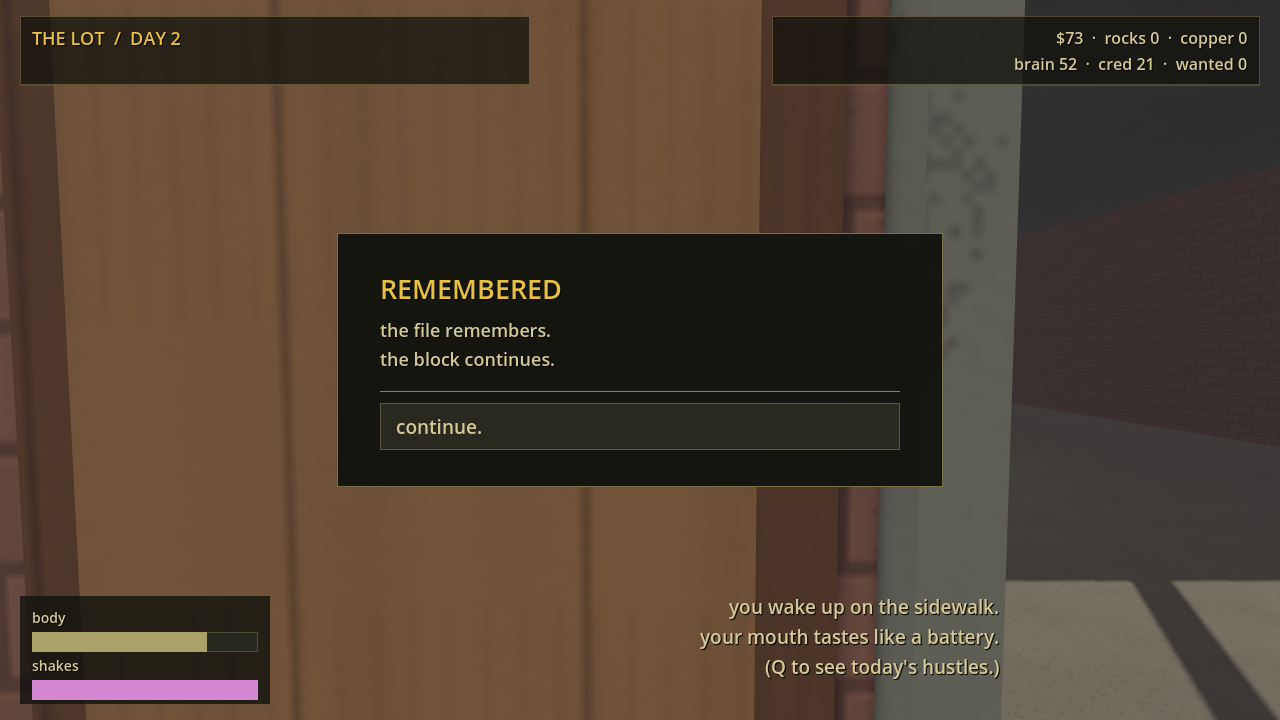 THE LOT / DAY 2
$73 · rocks 0 · copper 0
brain 52 · cred 21 · wanted 0
REMEMBERED
the file remembers.
the block continues.
continue.
body
shakes
you wake up on the sidewalk.
your mouth tastes like a battery.
(Q to see today's hustles.)